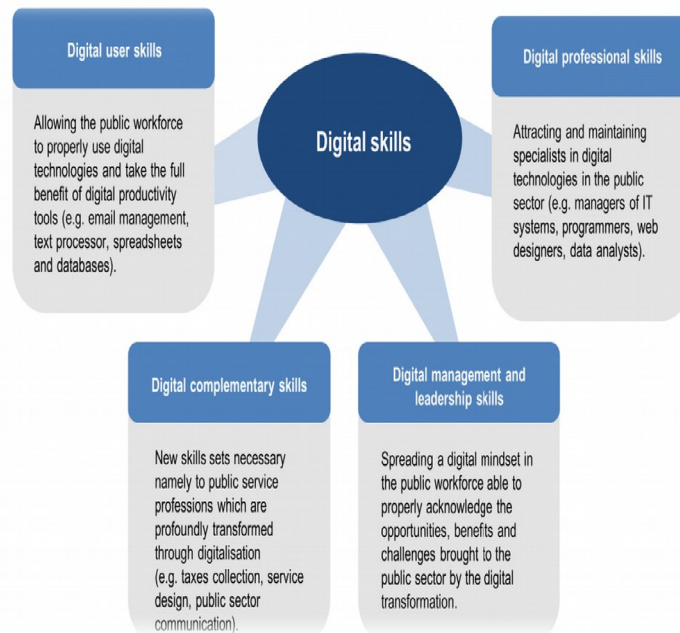 Digital user skills
Allowing the public workforce
to properly use digital
technologies and take the full
benefit of digital productivity
tools (e.g. email management,
text processor, spreadsheets
and databases).
Digital skills
Digital professional skills
Attracting and maintaining
specialists in digital
technologies in the public
sector (e.g. managers of IT
systems, programmers, web
designers, data analysts).
Digital complementary skills
New skills sets necessary
namely to public service
professions which are
profoundly transformed
through digitalisation
(e.g. taxes collection, service
design, public sector
communication).
Digital management and
leadership skills
Spreading a digital mindset in
the public workforce able to
properly acknowledge the
opportunities, benefits and
challenges brought to the
public sector by the digital
transformation.